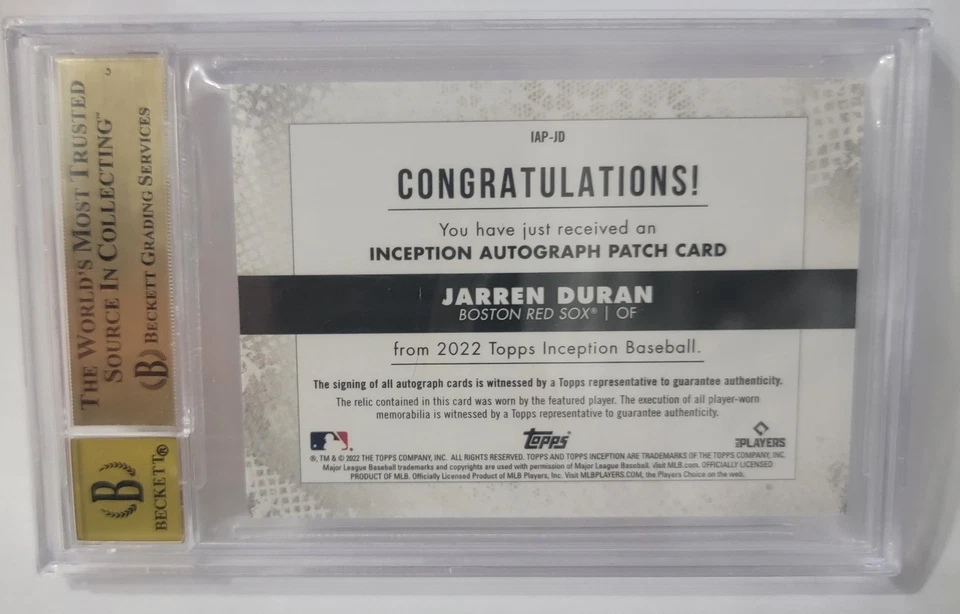 THE WORLD'S MOST TRUSTED
SOURCE IN COLLECTING™
B BECKETT GRADING SERVICES
B
BECKETT®
IAP-JD
CONGRATULATIONS!
You have just received an
INCEPTION AUTOGRAPH PATCH CARD
JARREN DURAN
BOSTON RED SOX® | OF
from 2022 Topps Inception Baseball.
The signing of all autograph cards is witnessed by a Topps representative to guarantee authenticity.
The relic contained in this card was worn by the featured player. The execution of all player-worn
memorabilia is witnessed by a Topps representative to guarantee authenticity.
topps
PLAYERS
®, TM & © 2022 THE TOPPS COMPANY, INC. ALL RIGHTS RESERVED. TOPPS AND TOPPS INCEPTION ARE TRADEMARKS OF THE TOPPS COMPANY, INC.
Major League Baseball trademarks and copyrights are used with permission of Major League Baseball. Visit MLB.com. OFFICIALLY LICENSED
PRODUCT OF MLB. Officially Licensed Product of MLB Players, Inc. Visit MLBPLAYERS.COM, the Players Choice on the web.